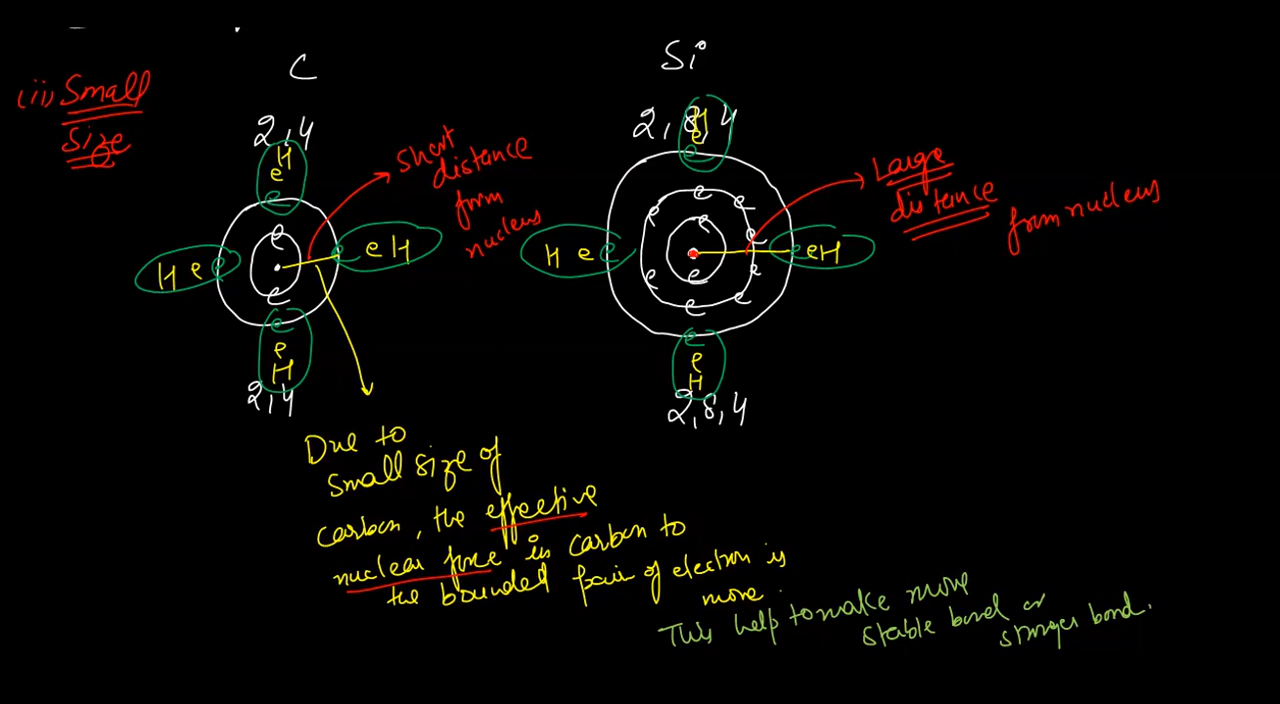 (ii) Small
Size
C
2,4
H
e
e
H e e
e
e
e e H
e
e
H
2,4
Short
distance
from
nucleus
Si
2,8,4
H
e
e
e
e
e
e
e
H e e
e
e
e
e
e
e
e H
e
e
H
2,8,4
Large
distance
from nucleus
Due to
small size of
carbon, the effective
nuclear force in carbon to
the bounded pair of electron is
more.
This help to make more
stable bond or
stronger bond.